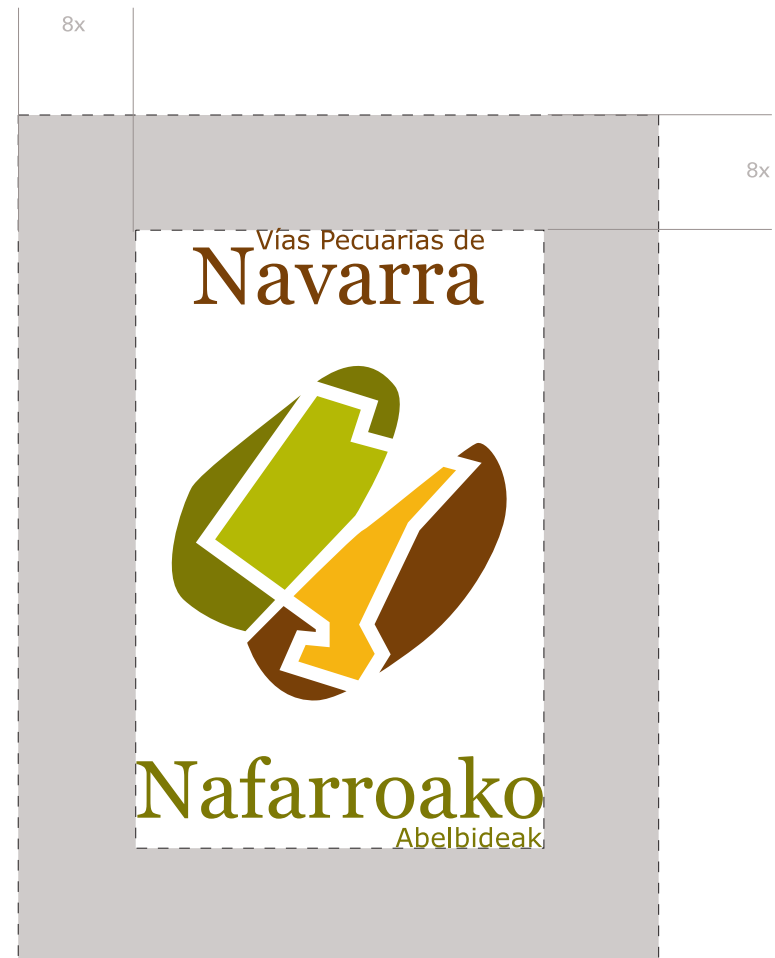 8x
8x
Vías Pecuarias de
Navarra
Nafarroako
Abelbideak